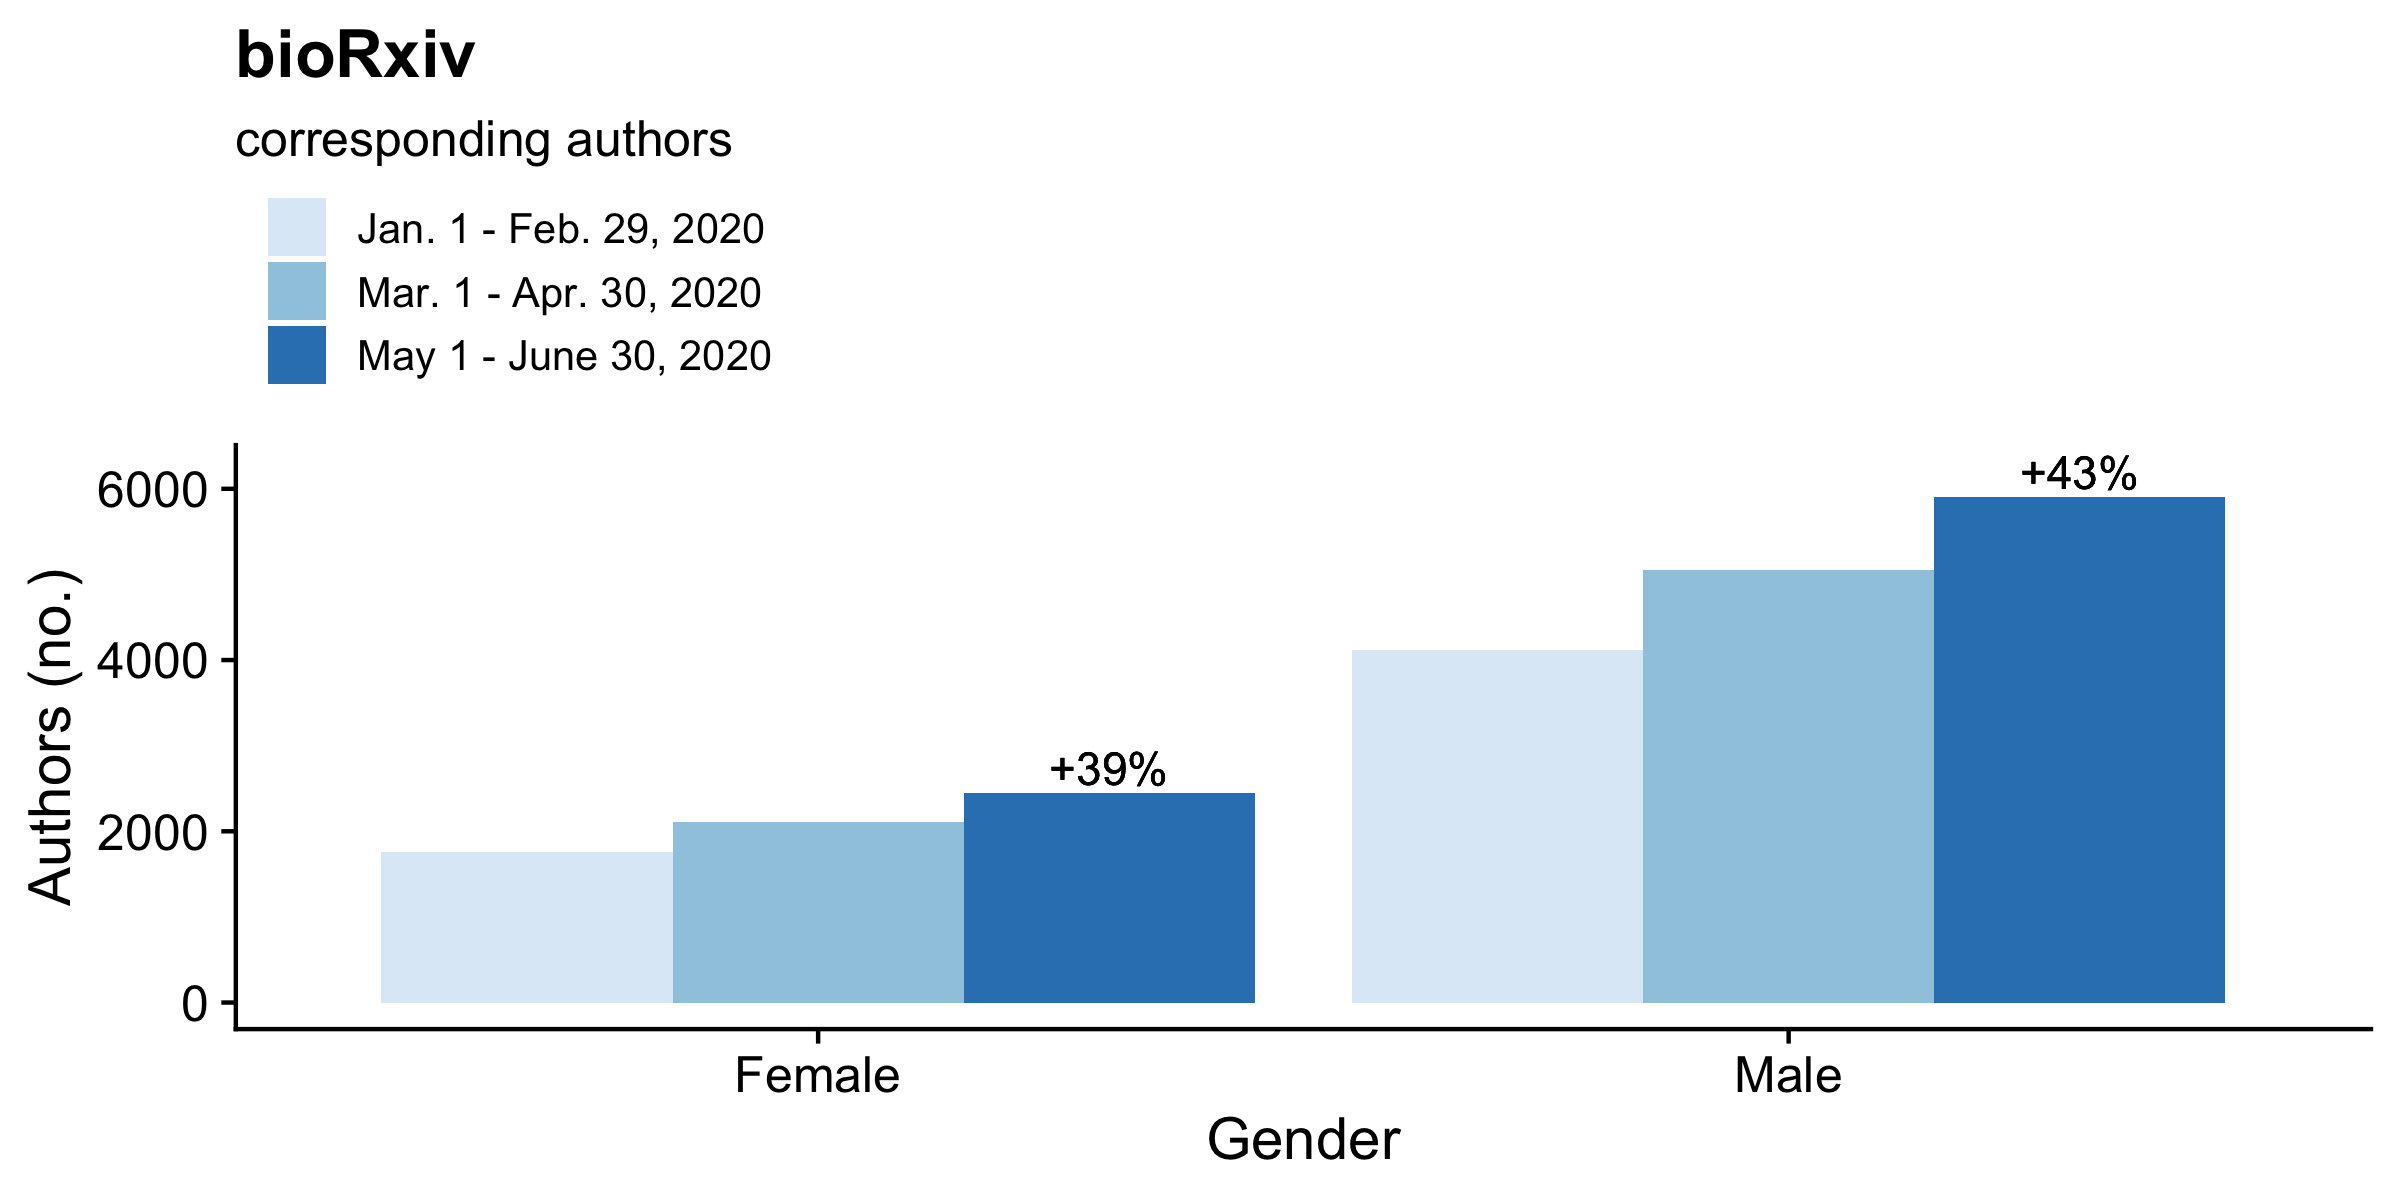 bioRxiv
corresponding authors
Jan. 1 - Feb. 29, 2020
Mar. 1 - Apr. 30, 2020
May 1 - June 30, 2020
Authors (no.)
6000
4000
2000
0
+39%
+43%
Female
Male
Gender